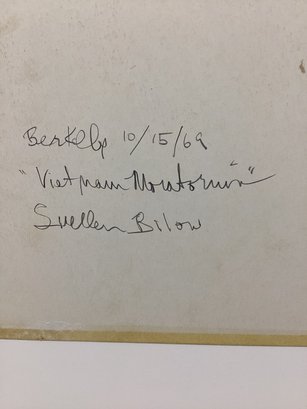 Berkeley 10/15/69
"Vietnam Moratorium"
Suellen Bilow